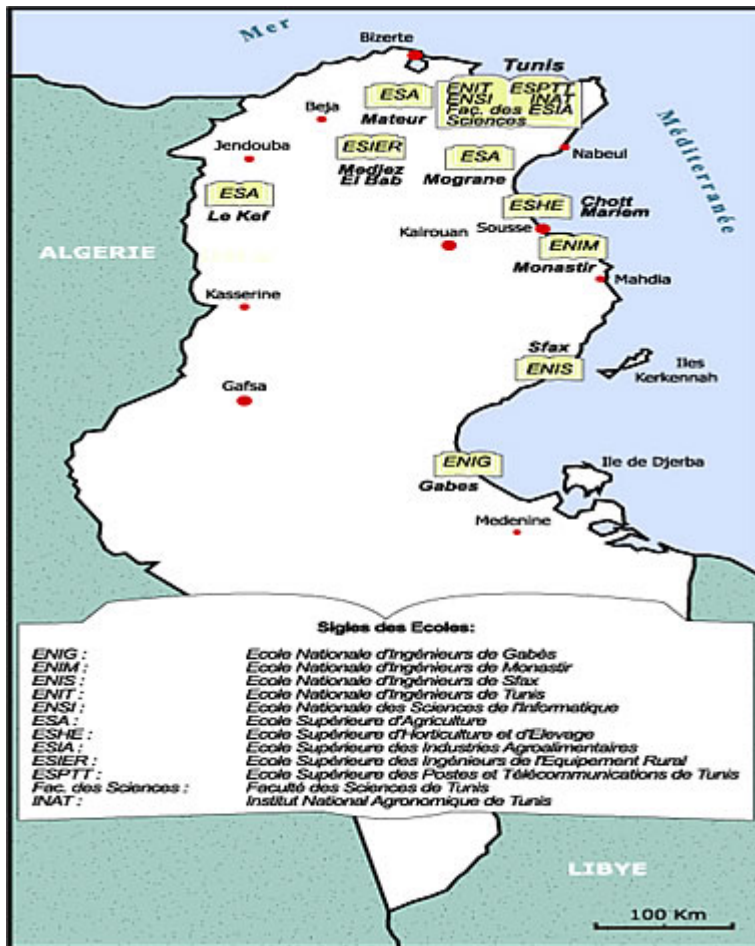 Mer
Bizerte
Tunis
ENIT ESPTT
ENSI INAT
Fac. des ESIA
Sciences
ESA
Mateur
Beja
Méditerranée
Jendouba
ESIER
Medjez
El Bab
ESA
Mograne
Nabeul
ESA
Le Kef
ESHE
Chott
Mariem
ALGERIE
Kairouan
Sousse
ENIM
Monastir
Mahdia
Kasserine
Sfax
ENIS
Iles
Kerkennah
Gafsa
ENIG
Gabes
Ile de Djerba
Medenine
Sigles des Ecoles:
ENIG : Ecole Nationale d'Ingénieurs de Gabès
ENIM : Ecole Nationale d'Ingénieurs de Monastir
ENIS : Ecole Nationale d'Ingénieurs de Sfax
ENIT : Ecole Nationale d'Ingénieurs de Tunis
ENSI : Ecole Nationale des Sciences de l'Informatique
ESA : Ecole Supérieure d'Agriculture
ESHE : Ecole Supérieure d'Horticulture et d'Elevage
ESIA : Ecole Supérieure des Industries Agroalimentaires
ESIER : Ecole Supérieure des Ingénieurs de l'Equipement Rural
ESPTT : Ecole Supérieure des Postes et Télécommunications de Tunis
Fac. des Sciences : Faculté des Sciences de Tunis
INAT : Institut National Agronomique de Tunis
LIBYE
100 Km